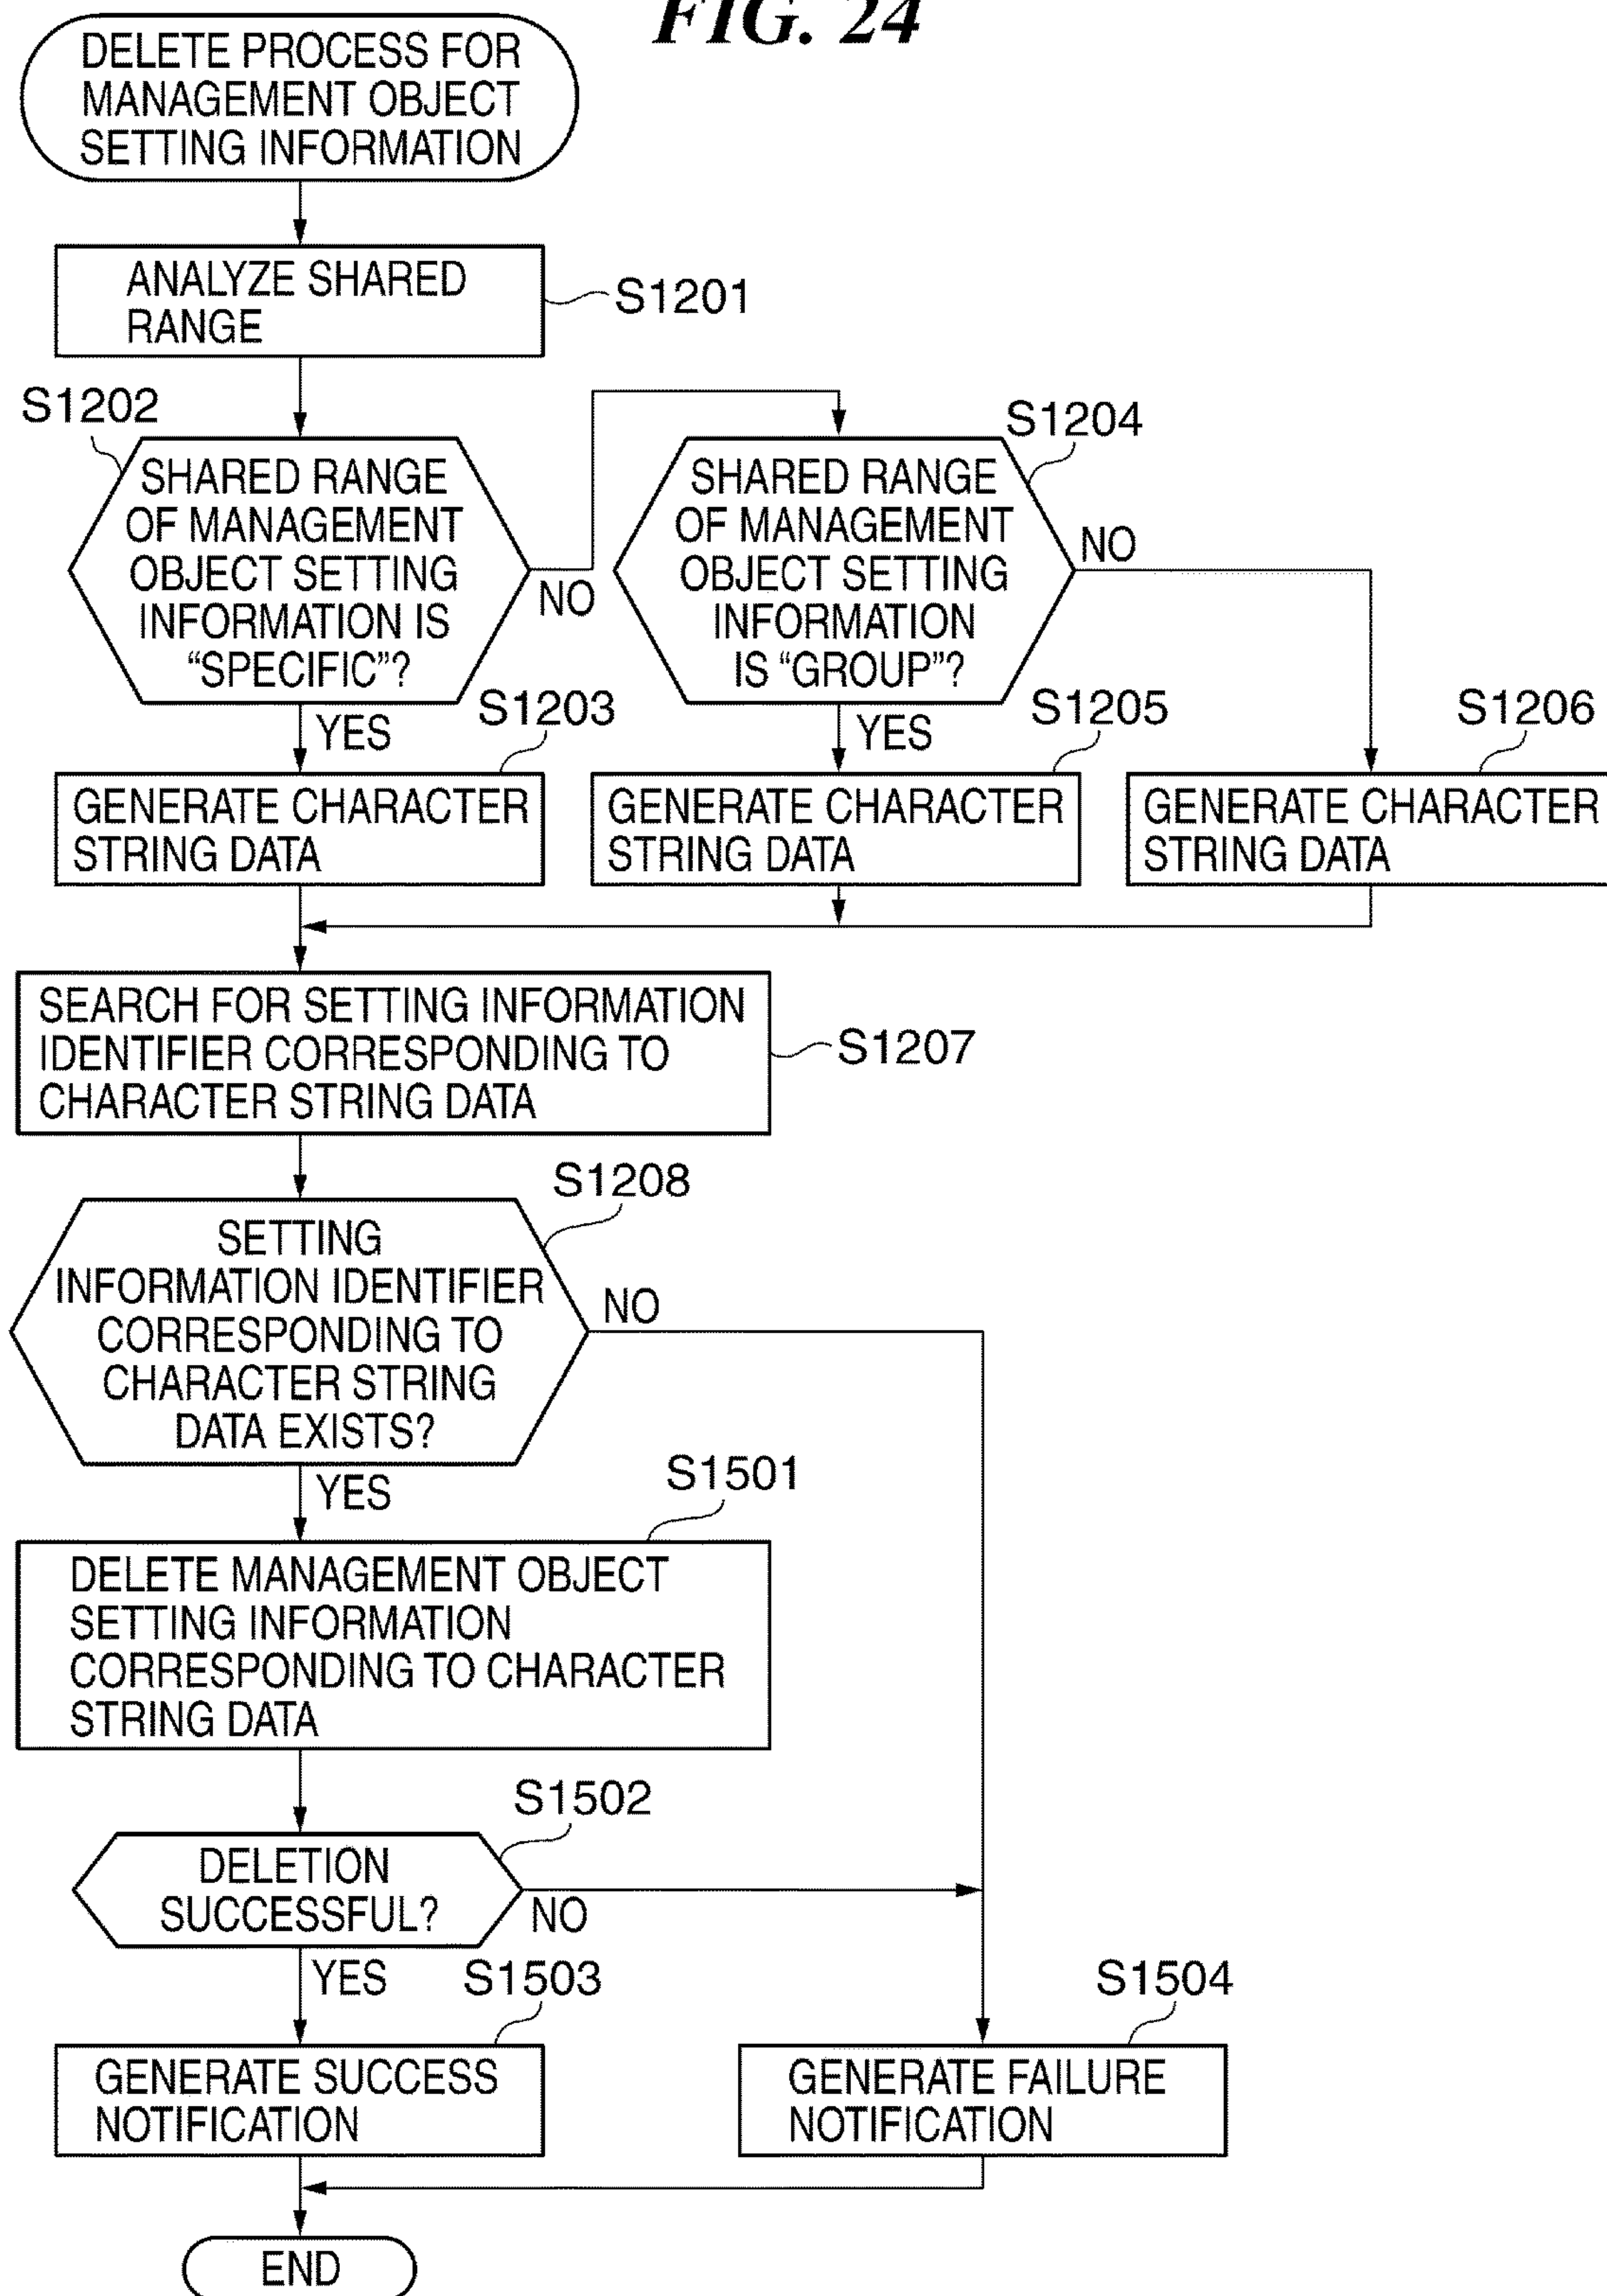 FIG. 24
DELETE PROCESS FOR
MANAGEMENT OBJECT
SETTING INFORMATION
ANALYZE SHARED
RANGE
S1201
S1202
SHARED RANGE
OF MANAGEMENT
OBJECT SETTING
INFORMATION IS
“SPECIFIC”?
NO
YES
S1204
SHARED RANGE
OF MANAGEMENT
OBJECT SETTING
INFORMATION
IS “GROUP”?
NO
YES
S1203
GENERATE CHARACTER
STRING DATA
S1205
GENERATE CHARACTER
STRING DATA
S1206
GENERATE CHARACTER
STRING DATA
SEARCH FOR SETTING INFORMATION
IDENTIFIER CORRESPONDING TO
CHARACTER STRING DATA
S1207
S1208
SETTING
INFORMATION IDENTIFIER
CORRESPONDING TO
CHARACTER STRING
DATA EXISTS?
NO
YES
S1501
DELETE MANAGEMENT OBJECT
SETTING INFORMATION
CORRESPONDING TO CHARACTER
STRING DATA
S1502
DELETION
SUCCESSFUL?
NO
YES
S1503
GENERATE SUCCESS
NOTIFICATION
S1504
GENERATE FAILURE
NOTIFICATION
END